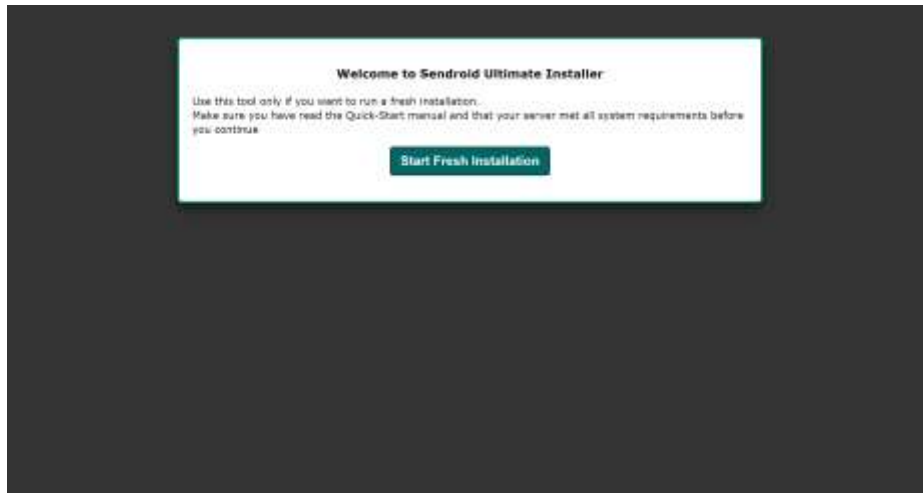 Welcome to Sendroid Ultimate Installer
Use this tool only if you want to run a fresh installation.
Make sure you have read the Quick-Start manual and that your server met all system requirements before
you continue
Start Fresh Installation